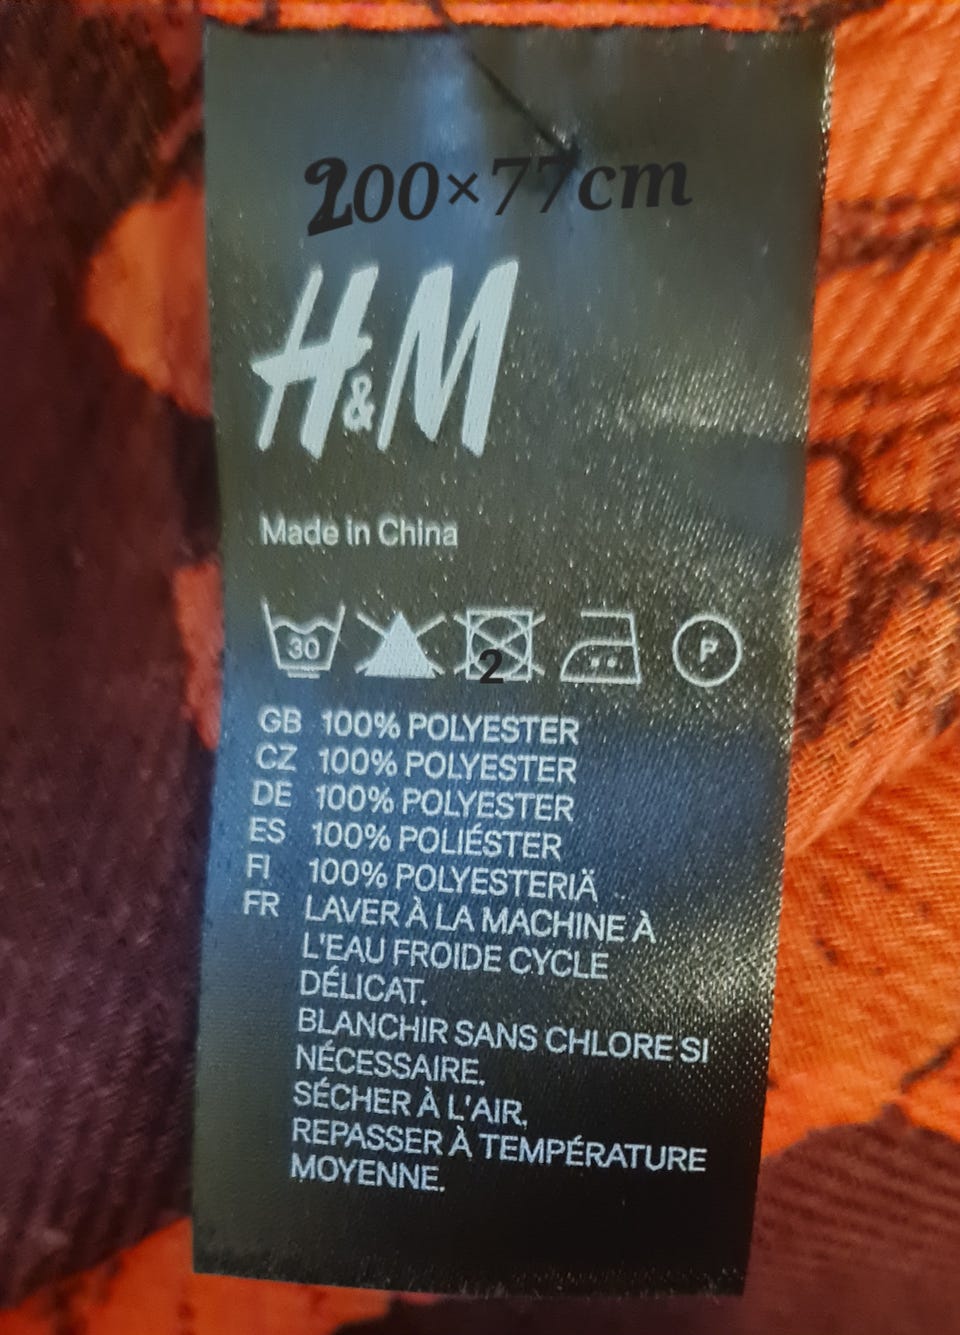 200×77cm
H&M
Made in China
30 2 P
GB 100% POLYESTER
CZ 100% POLYESTER
DE 100% POLYESTER
ES 100% POLIÉSTER
FI 100% POLYESTERIÄ
FR LAVER À LA MACHINE À
L'EAU FROIDE CYCLE
DÉLICAT.
BLANCHIR SANS CHLORE SI
NÉCESSAIRE.
SÉCHER À L'AIR,
REPASSER À TEMPÉRATURE
MOYENNE.